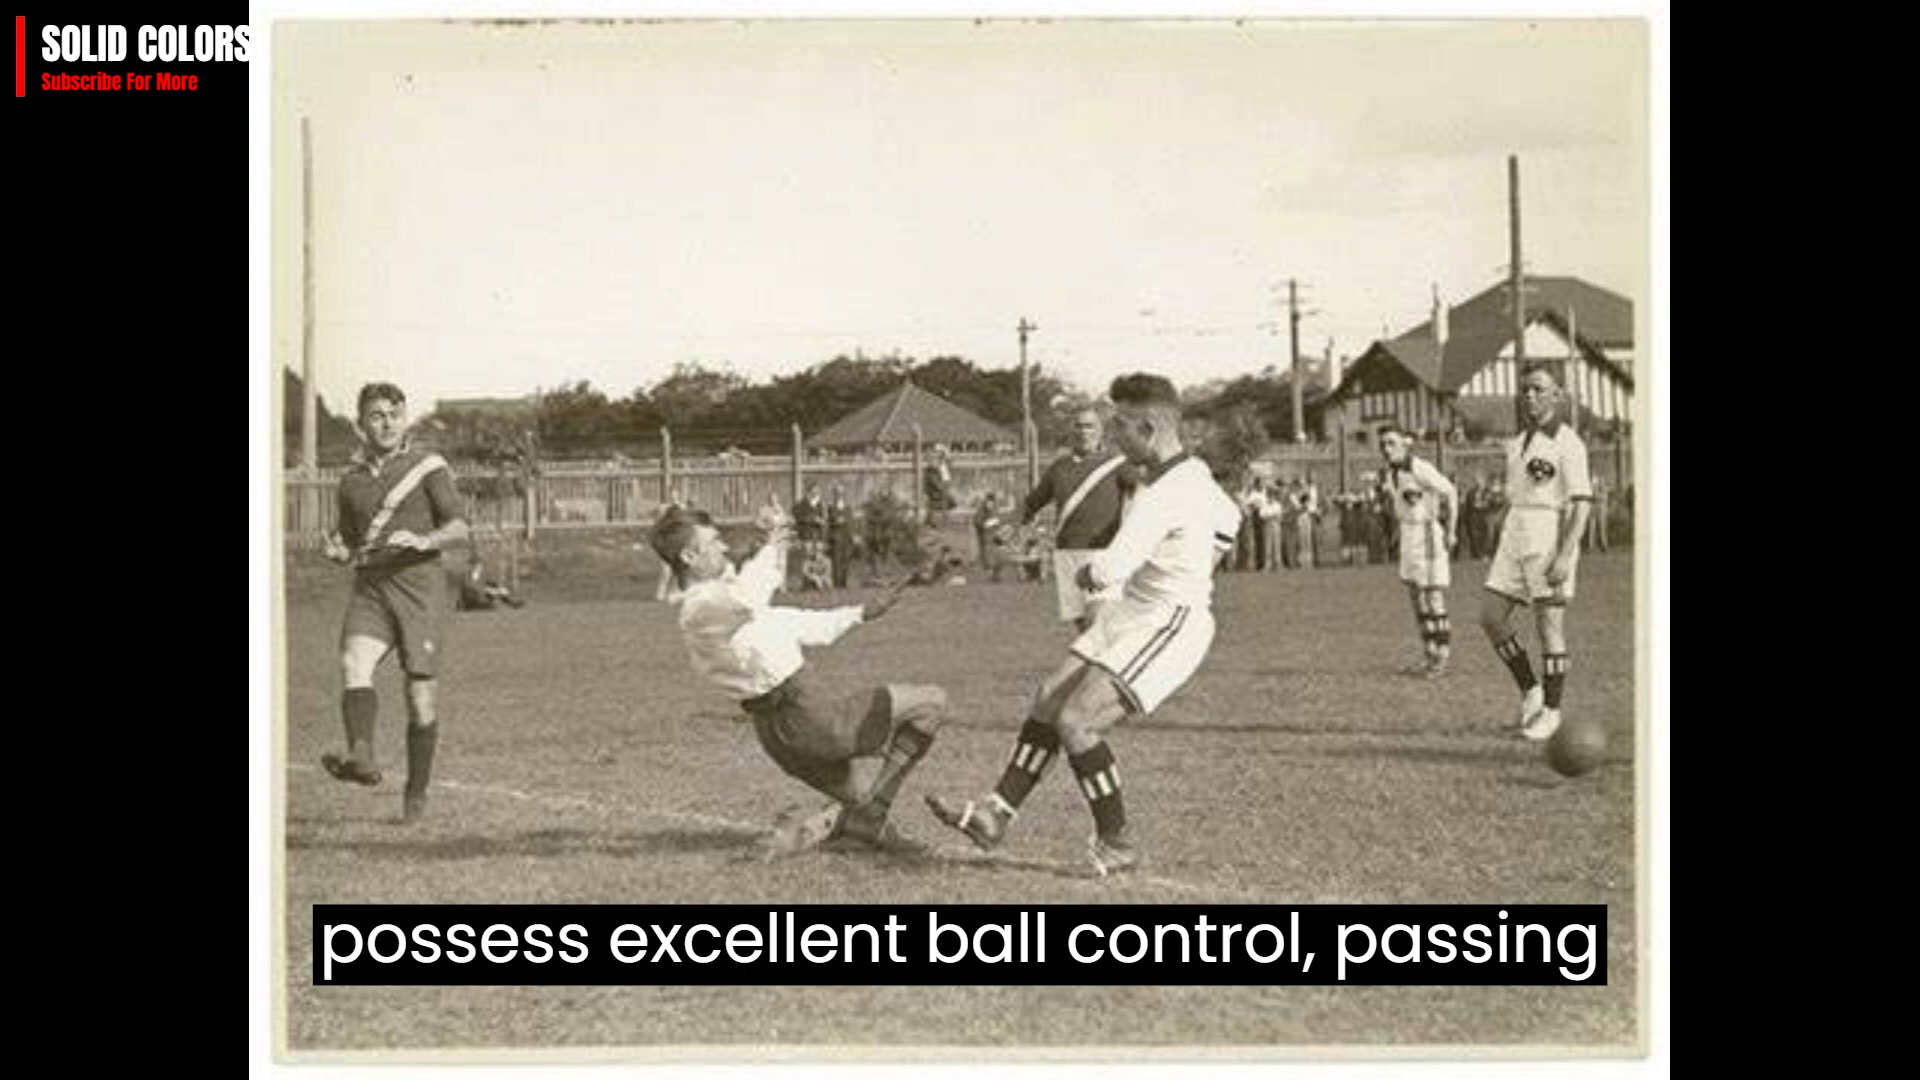 SOLID COLORS
Subscribe For More
possess excellent ball control, passing